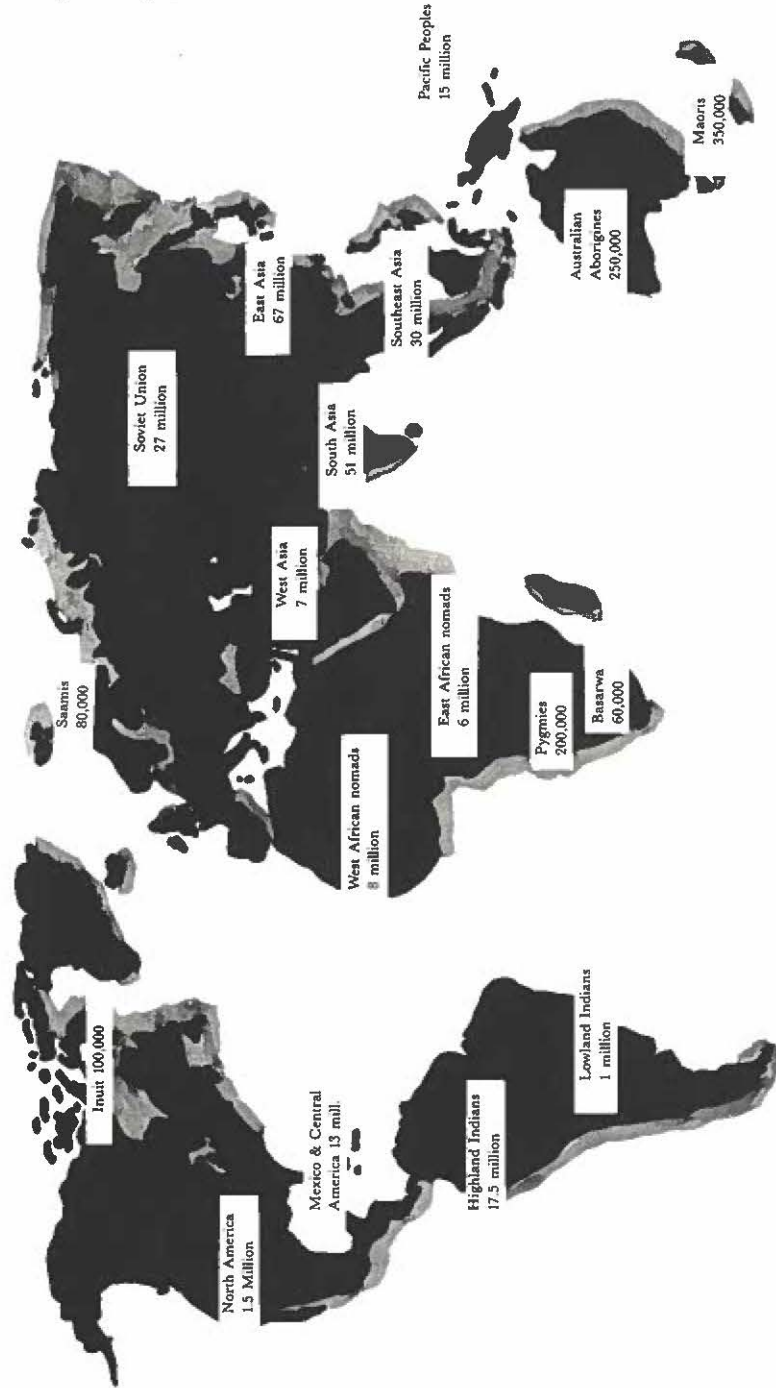 Inuit 100,000
North America
1.5 Million
Mexico & Central
America 13 mill.
Highland Indians
17.5 million
Lowland Indians
1 million
Saamis
80,000
West African nomads
8 million
East African nomads
6 million
Pygmies
200,000
Basarwa
60,000
West Asia
7 million
Soviet Union
27 million
South Asia
51 million
East Asia
67 million
Southeast Asia
30 million
Pacific Peoples
15 million
Australian
Aborigines
250,000
Maoris
350,000